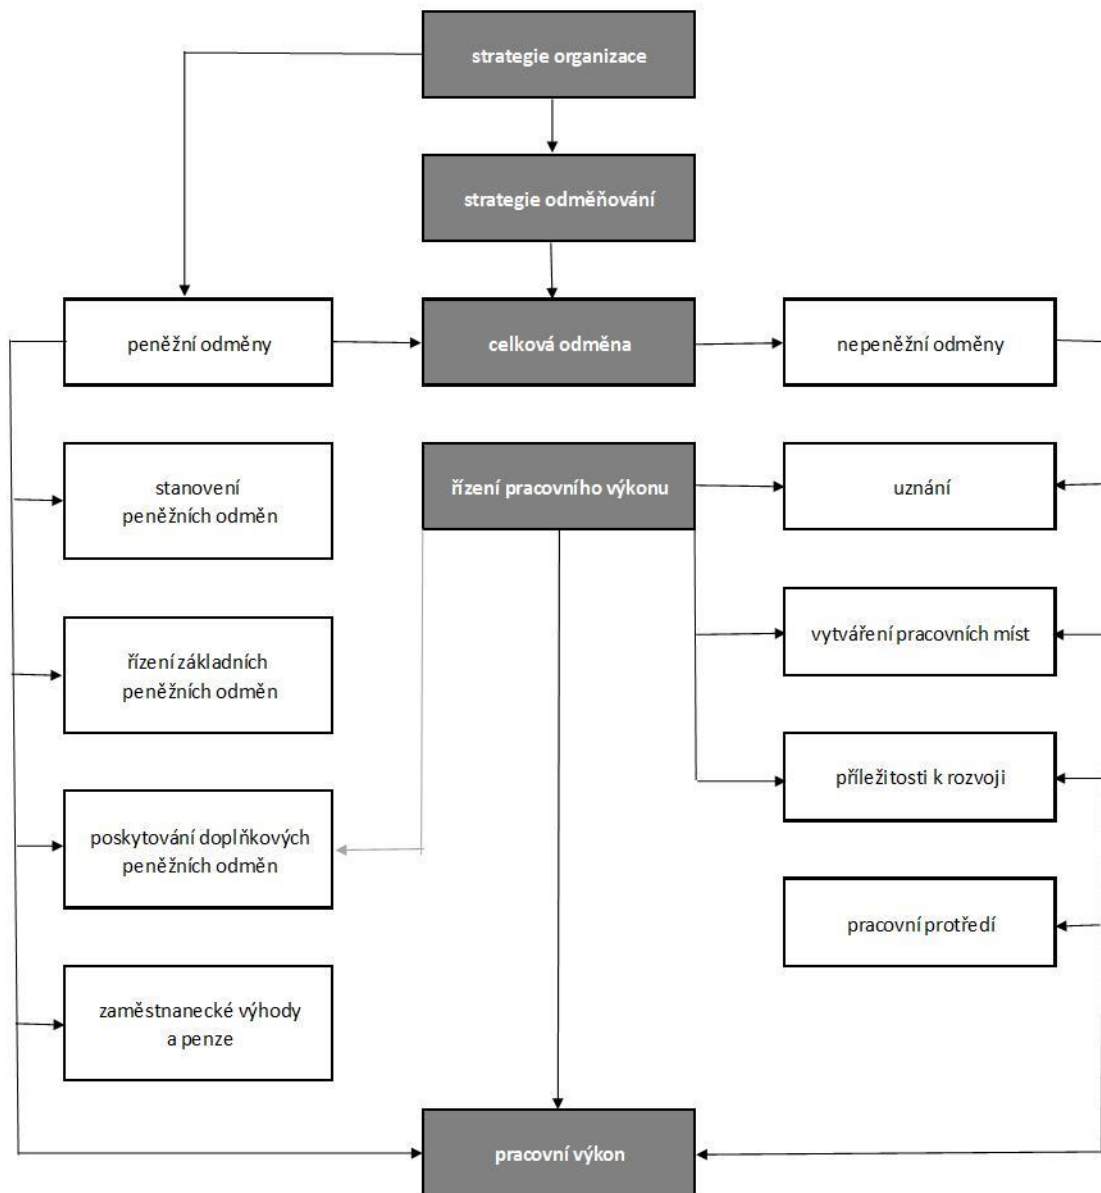 strategie organizace
strategie odměňování
peněžní odměny
celková odměna
nepeněžní odměny
stanovení
peněžních odměn
řízení pracovního výkonu
uznání
řízení základních
peněžních odměn
vytváření pracovních míst
poskytování doplňkových
peněžních odměn
příležitosti k rozvoji
pracovní protředí
zaměstnanecké výhody
a penze
pracovní výkon